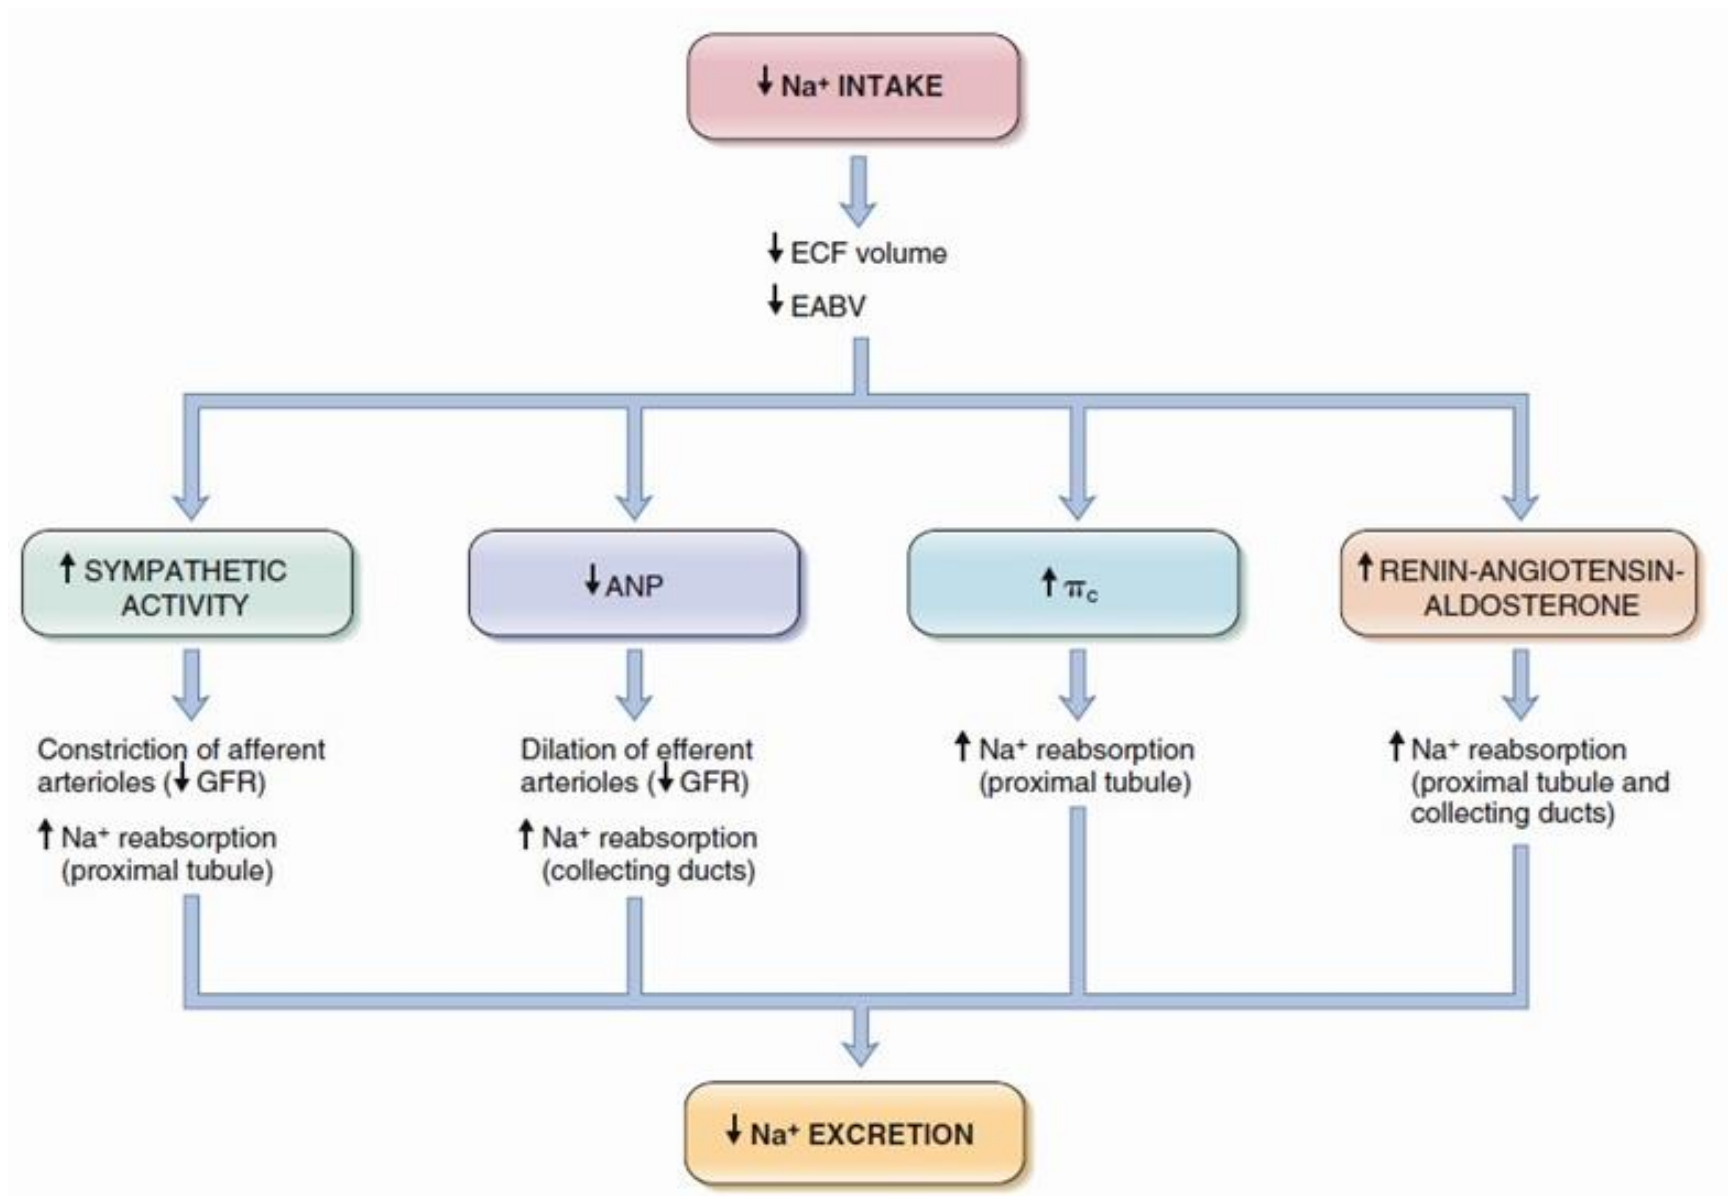 ↓ Na⁺ INTAKE
↓ ECF volume
↓ EABV
↑ SYMPATHETIC
ACTIVITY
↓ ANP
↑ πc
↑ RENIN-ANGIOTENSIN-
ALDOSTERONE
Constriction of afferent
arterioles (↓ GFR)
↑ Na⁺ reabsorption
(proximal tubule)
Dilation of efferent
arterioles (↓ GFR)
↑ Na⁺ reabsorption
(collecting ducts)
↑ Na⁺ reabsorption
(proximal tubule)
↑ Na⁺ reabsorption
(proximal tubule and
collecting ducts)
↓ Na⁺ EXCRETION